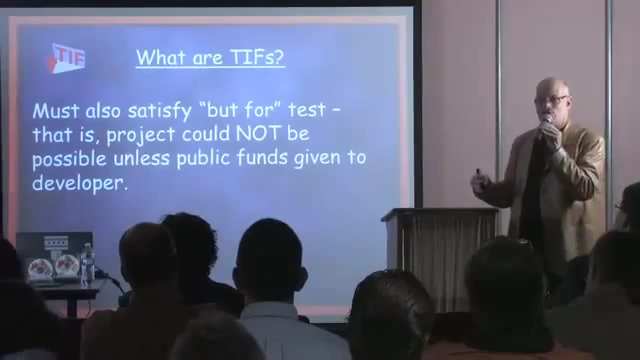 TIF
What are TIFs?
Must also satisfy “but for” test –
that is, project could NOT be
possible unless public funds given to
developer.